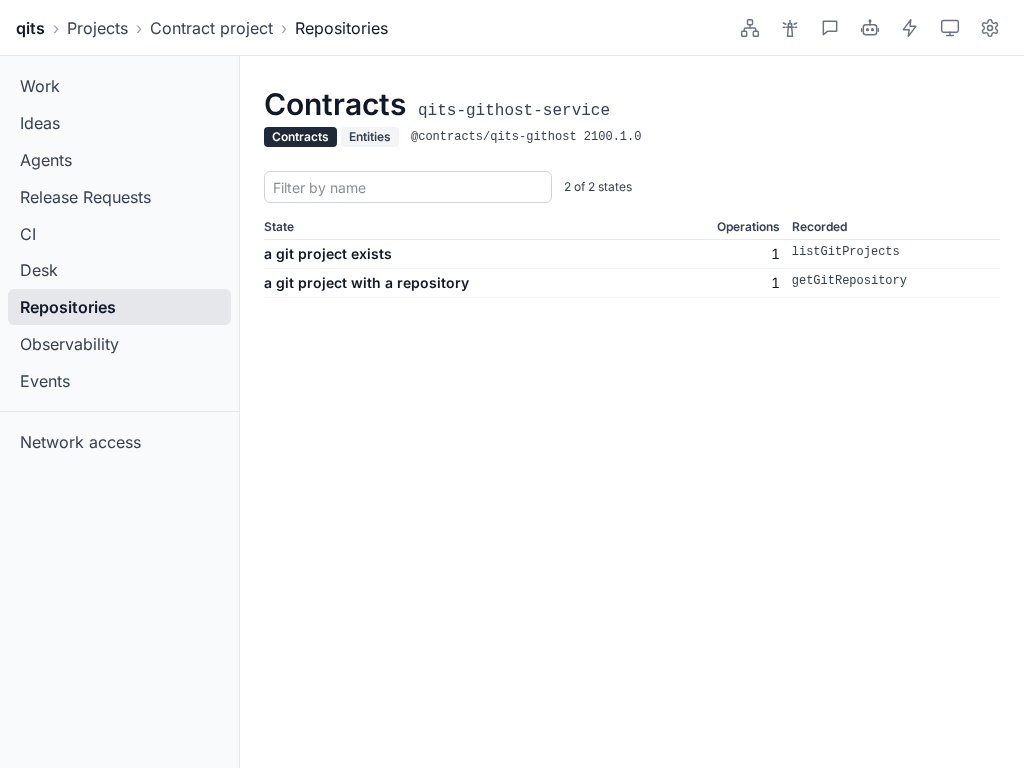 qits › Projects › Contract project › Repositories
Work
Ideas
Agents
Release Requests
CI
Desk
Repositories
Observability
Events
Network access
Contracts qits-githost-service
Contracts Entities @contracts/qits-githost 2100.1.0
Filter by name 2 of 2 states
State Operations Recorded
a git project exists 1 listGitProjects
a git project with a repository 1 getGitRepository